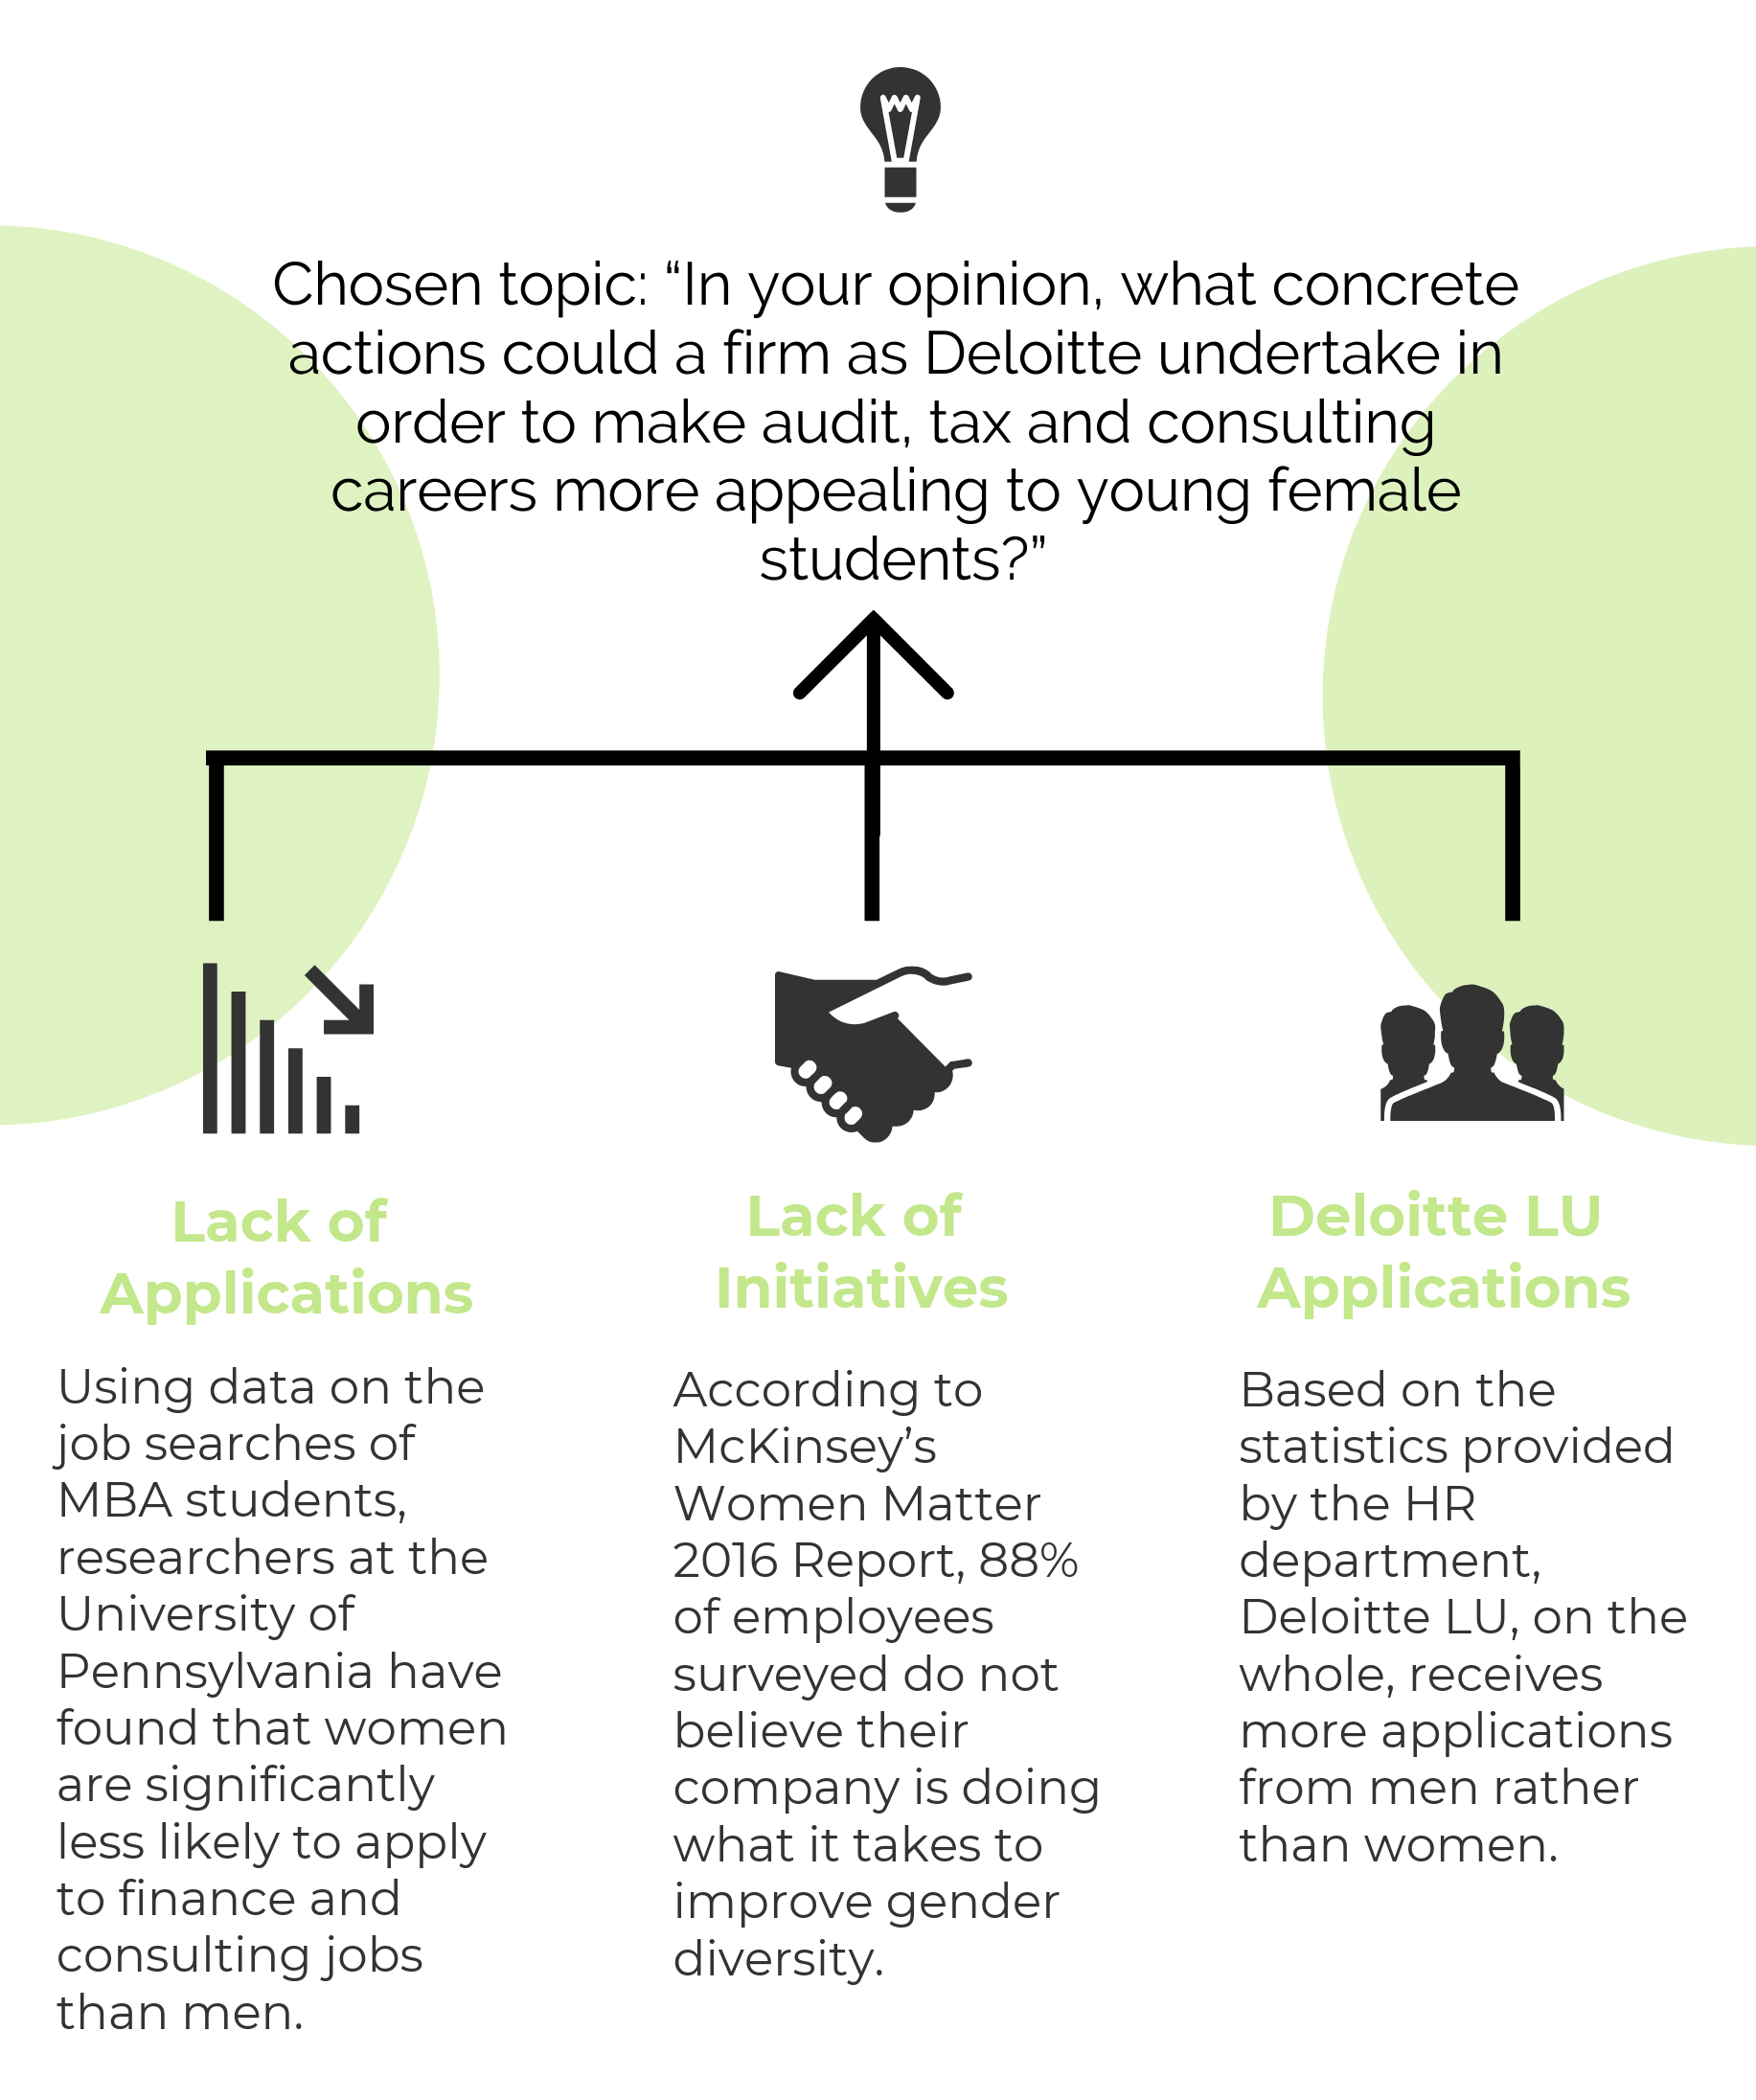 Chosen topic: “In your opinion, what concrete
actions could a firm as Deloitte undertake in
order to make audit, tax and consulting
careers more appealing to young female
students?”
Lack of
Applications
Using data on the
job searches of
MBA students,
researchers at the
University of
Pennsylvania have
found that women
are significantly
less likely to apply
to finance and
consulting jobs
than men.
Lack of
Initiatives
According to
McKinsey’s
Women Matter
2016 Report, 88%
of employees
surveyed do not
believe their
company is doing
what it takes to
improve gender
diversity.
Deloitte LU
Applications
Based on the
statistics provided
by the HR
department,
Deloitte LU, on the
whole, receives
more applications
from men rather
than women.